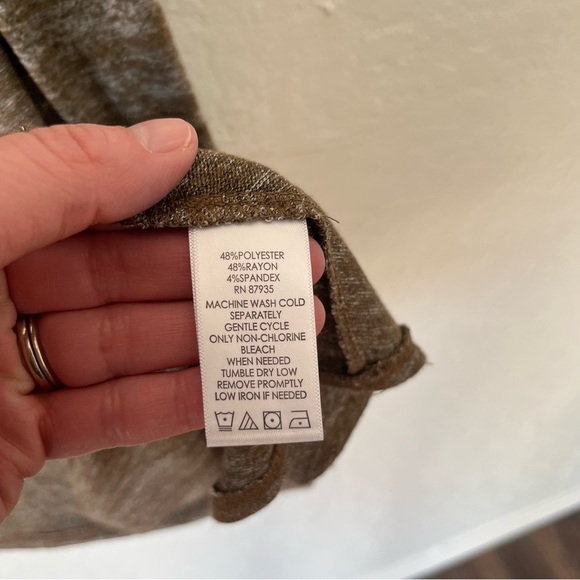 48%POLYESTER
48%RAYON
4%SPANDEX
RN 87935
MACHINE WASH COLD
SEPARATELY
GENTLE CYCLE
ONLY NON-CHLORINE
BLEACH
WHEN NEEDED
TUMBLE DRY LOW
REMOVE PROMPTLY
LOW IRON IF NEEDED